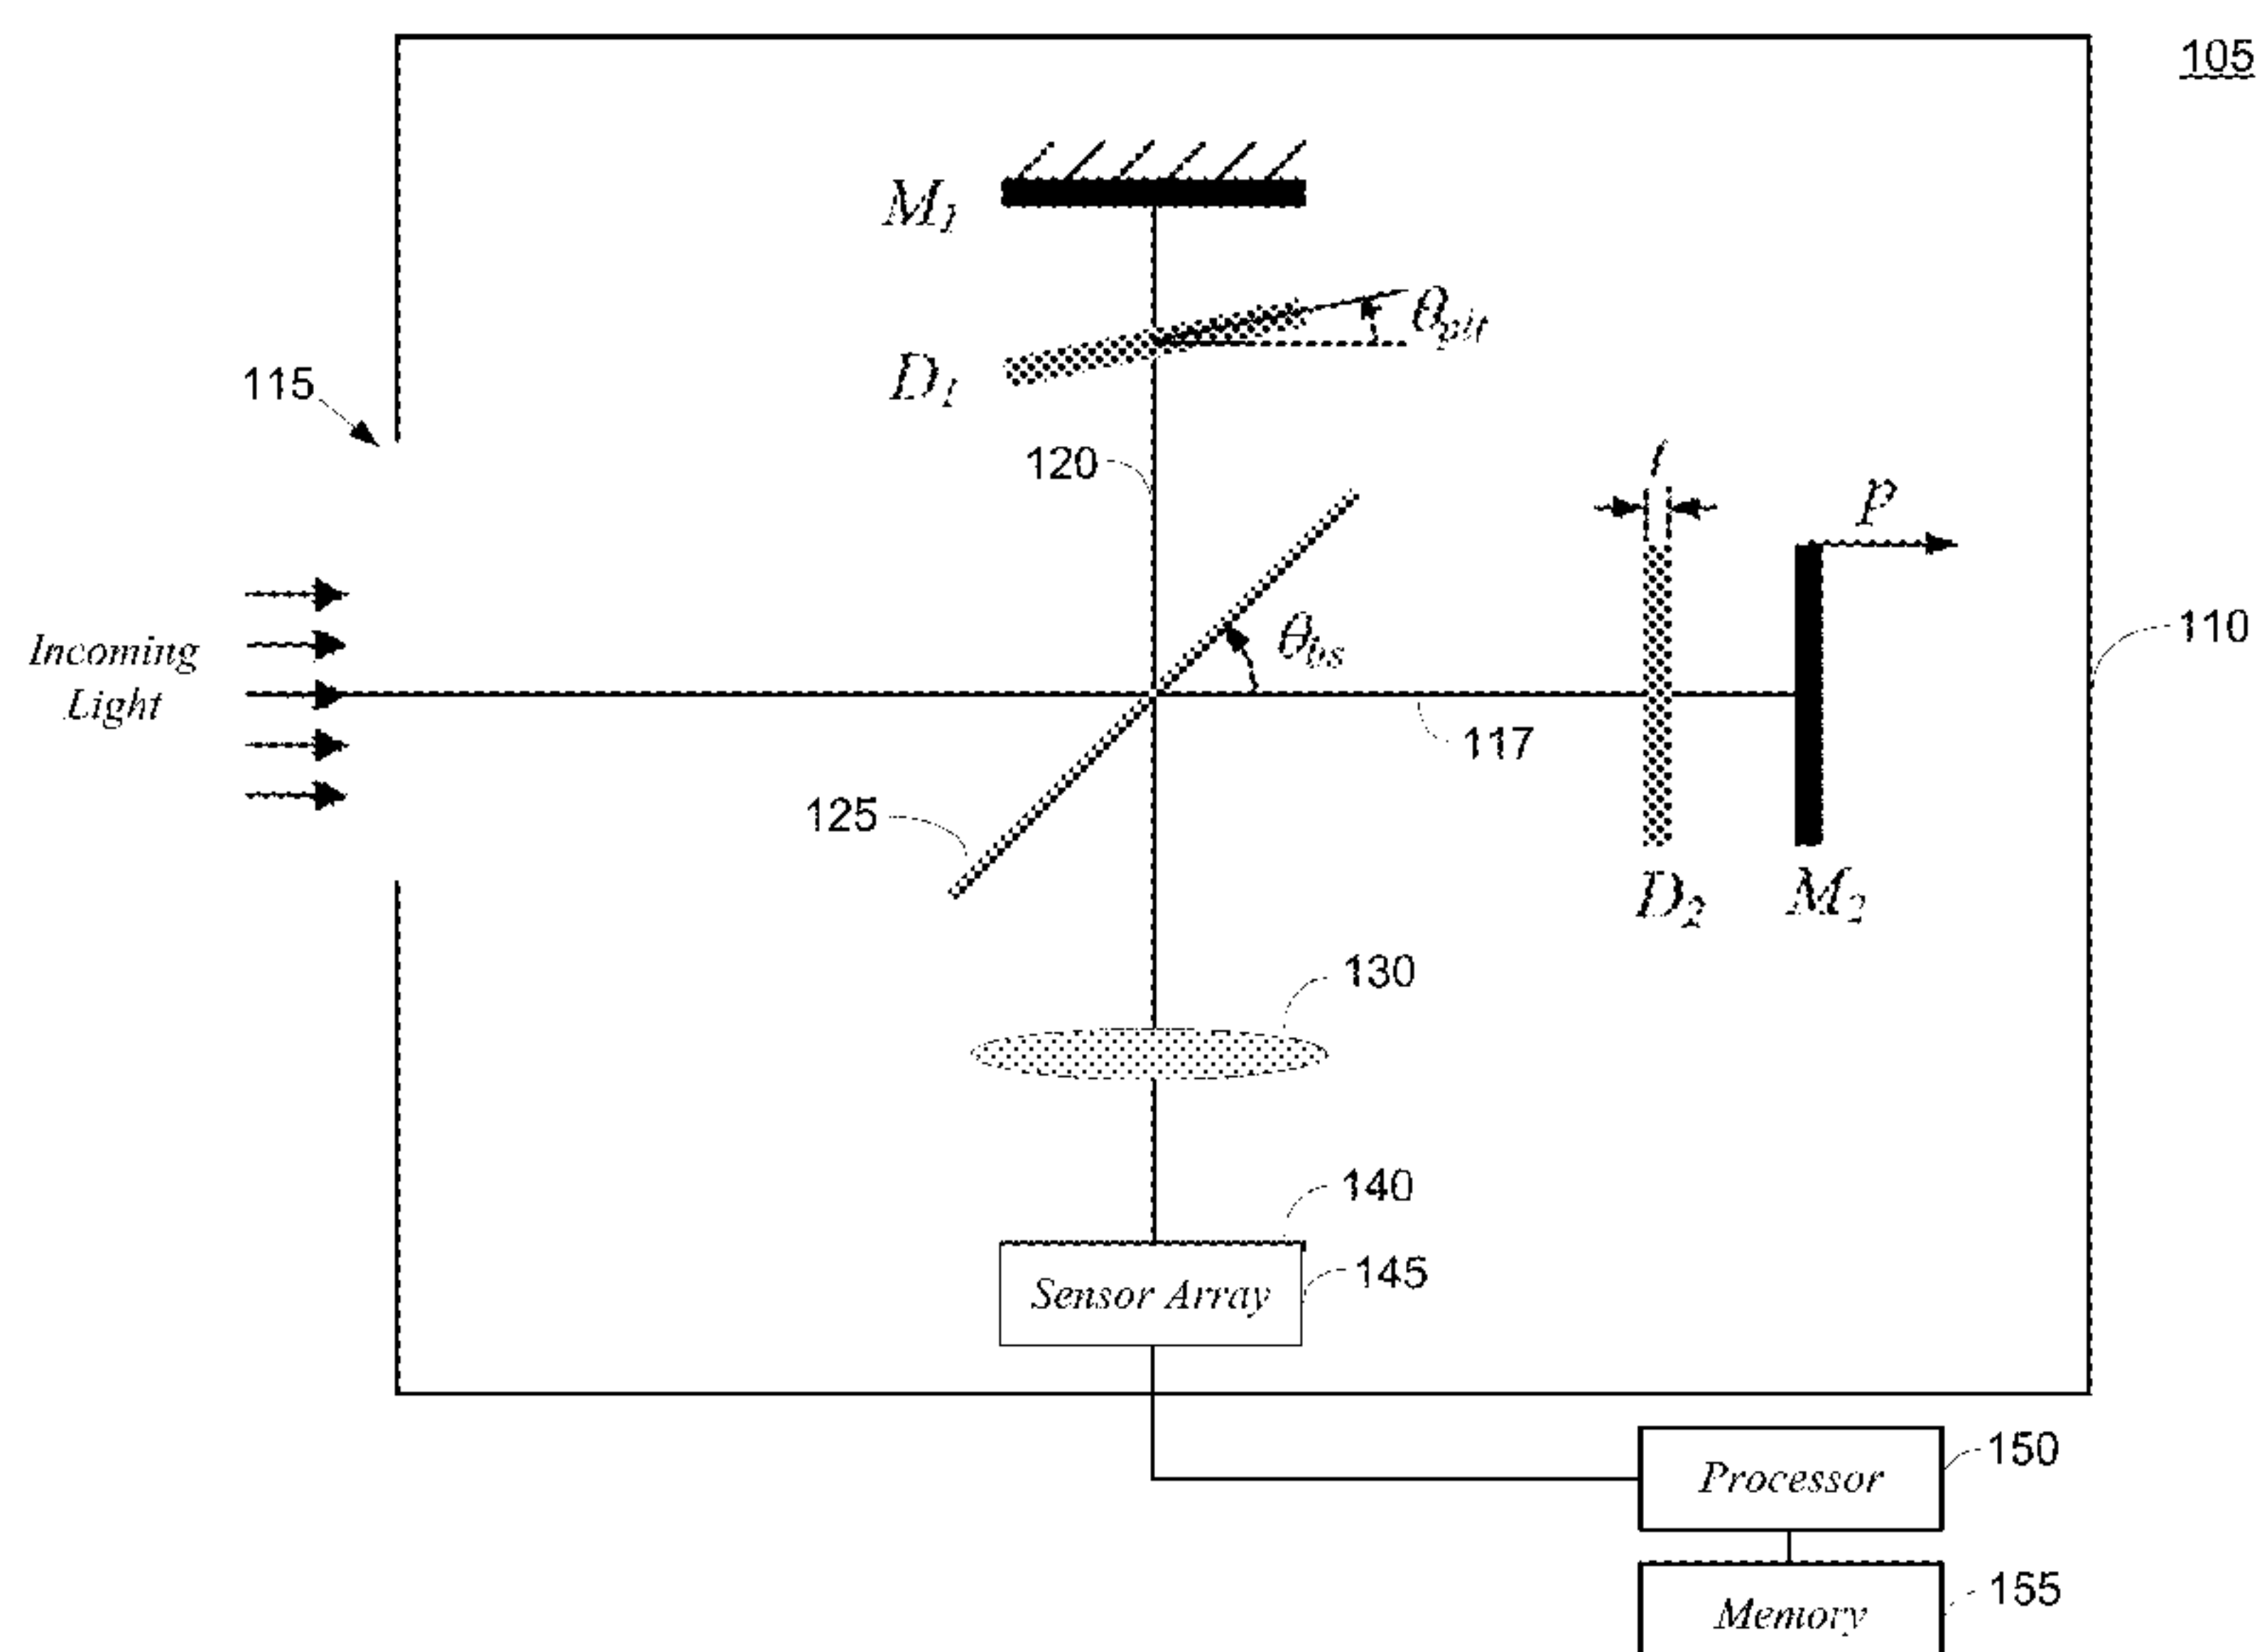 105
M₁
θplt
D₁
115
120
t
p
Incoming
Light
θbs
110
117
125
D₂
M₂
130
140
Sensor Array
145
Processor
150
Memory
155